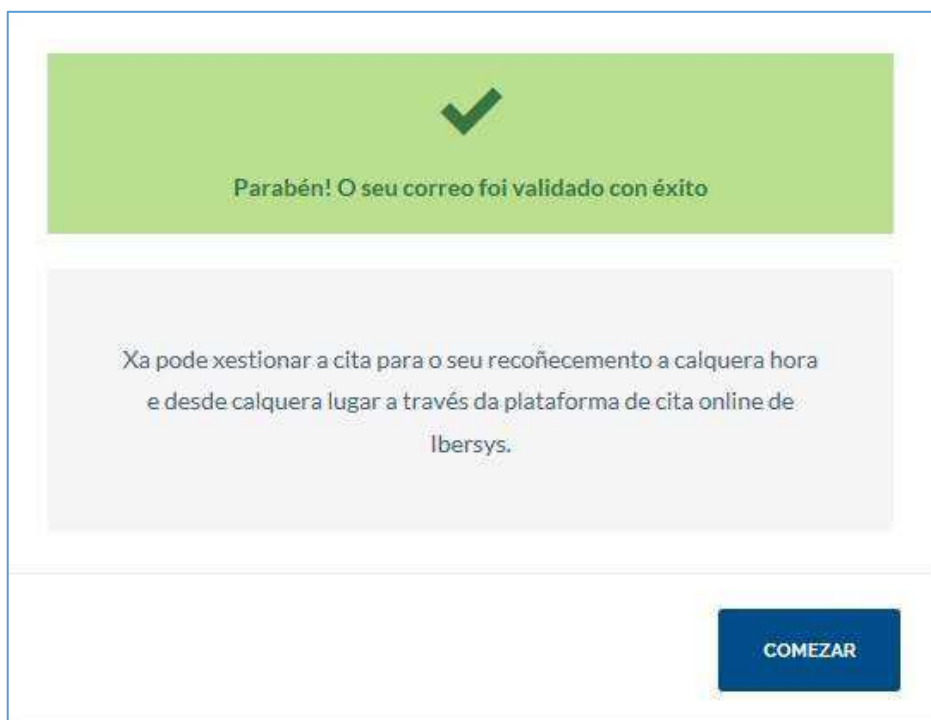 Parabén! O seu correo foi validado con éxito
Xa pode xestionar a cita para o seu recoñecemento a calquera hora
e desde calquera lugar a través da plataforma de cita online de
Ibersys.
COMEZAR